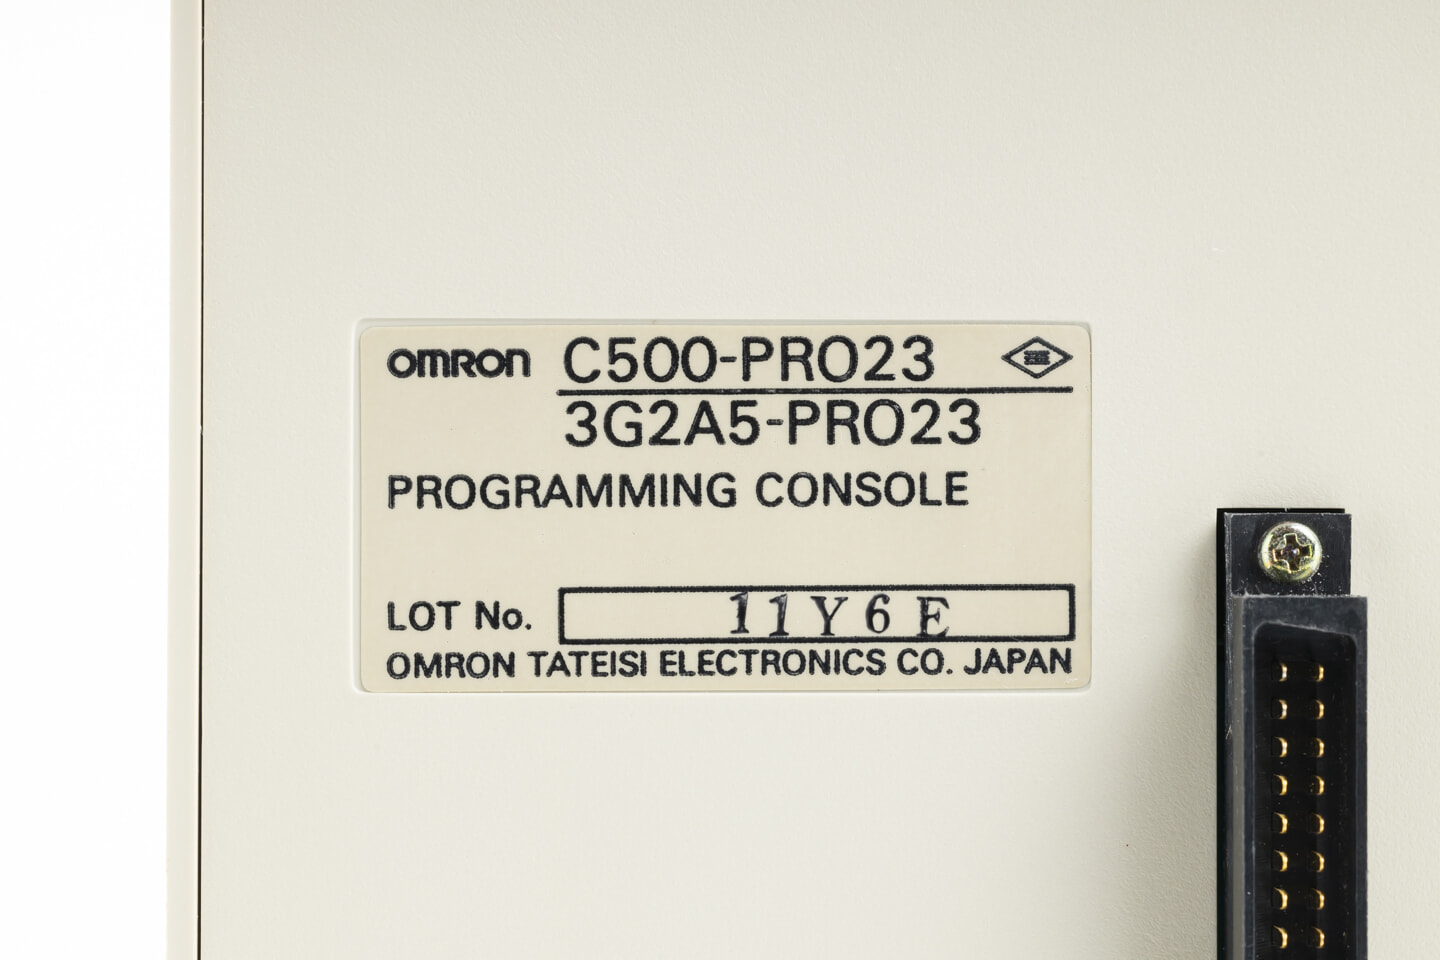 omron C500-PRO23
3G2A5-PRO23
PROGRAMMING CONSOLE
LOT No. 11Y6E
OMRON TATEISI ELECTRONICS CO. JAPAN